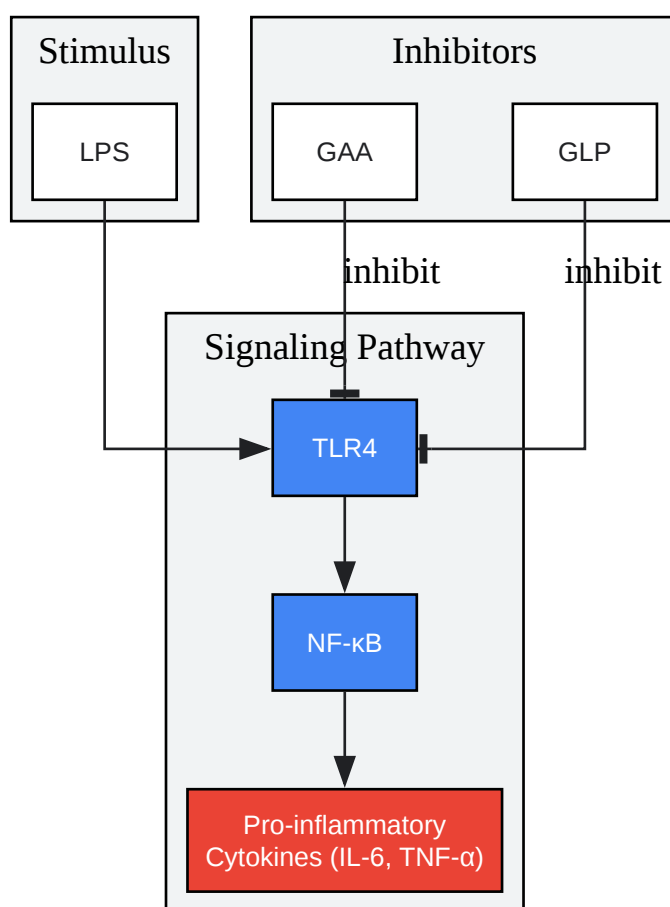 Stimulus
Inhibitors
LPS
GAA
GLP
inhibit
inhibit
Signaling Pathway
TLR4
NF-κB
Pro-inflammatory
Cytokines (IL-6, TNF-α)